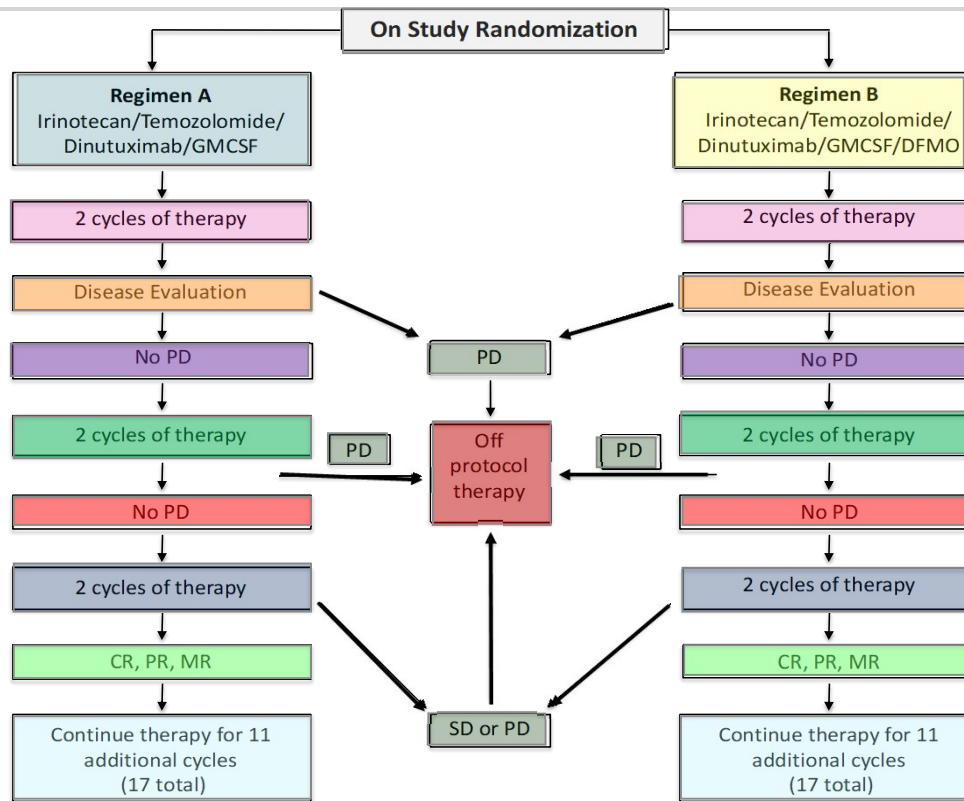 On Study Randomization
Regimen A
Irinotecan/Temozolomide/
Dinutuximab/GMCSF
2 cycles of therapy
Disease Evaluation
No PD
2 cycles of therapy
No PD
2 cycles of therapy
CR, PR, MR
Continue therapy for 11
additional cycles
(17 total)
PD
PD
Off
protocol
therapy
PD
SD or PD
Regimen B
Irinotecan/Temozolomide/
Dinutuximab/GMCSF/DFMO
2 cycles of therapy
Disease Evaluation
No PD
2 cycles of therapy
No PD
2 cycles of therapy
CR, PR, MR
Continue therapy for 11
additional cycles
(17 total)